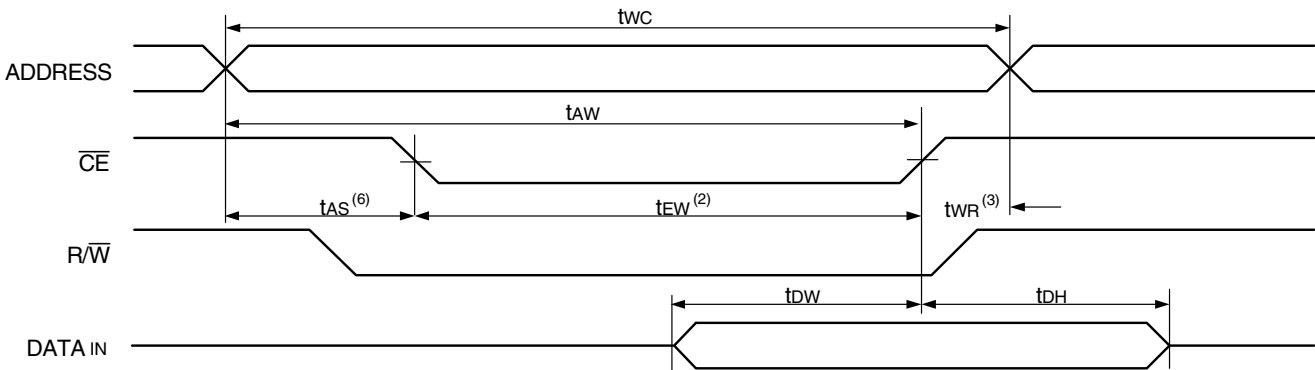 tWC
ADDRESS
tAW
CE
tAS (6)
tEW (2)
tWR (3)
R/W
tDW
tDH
DATA IN